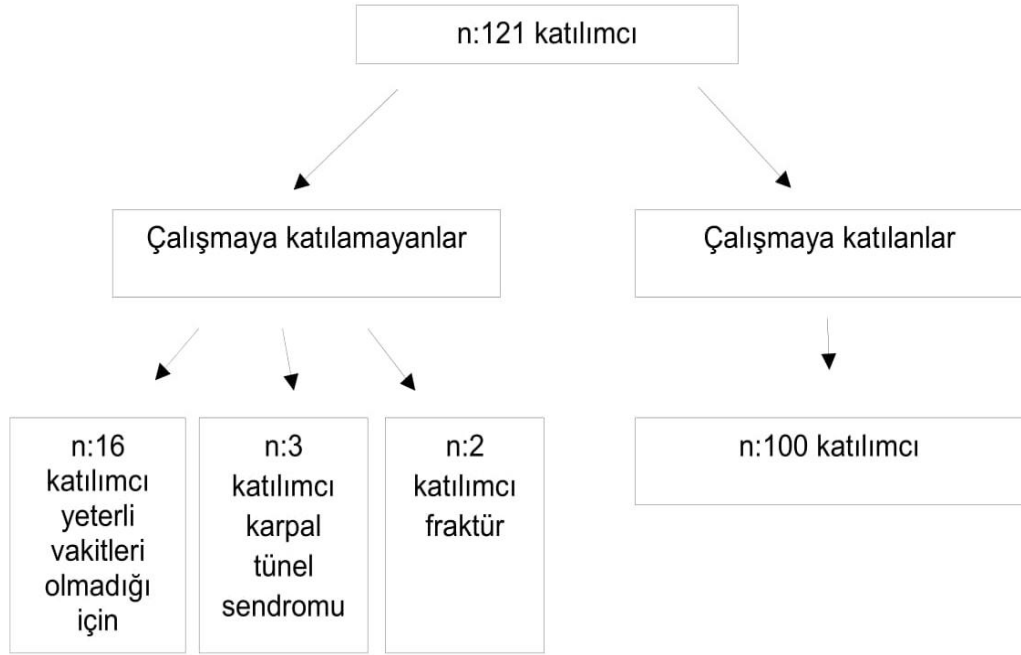 n:121 katılımcı
Çalışmaya katılamayanlar
Çalışmaya katılanlar
n:16
katılımcı
yeterli
vakitleri
olmadığı
için
n:3
katılımcı
karpal
tünel
sendromu
n:2
katılımcı
fraktür
n:100 katılımcı